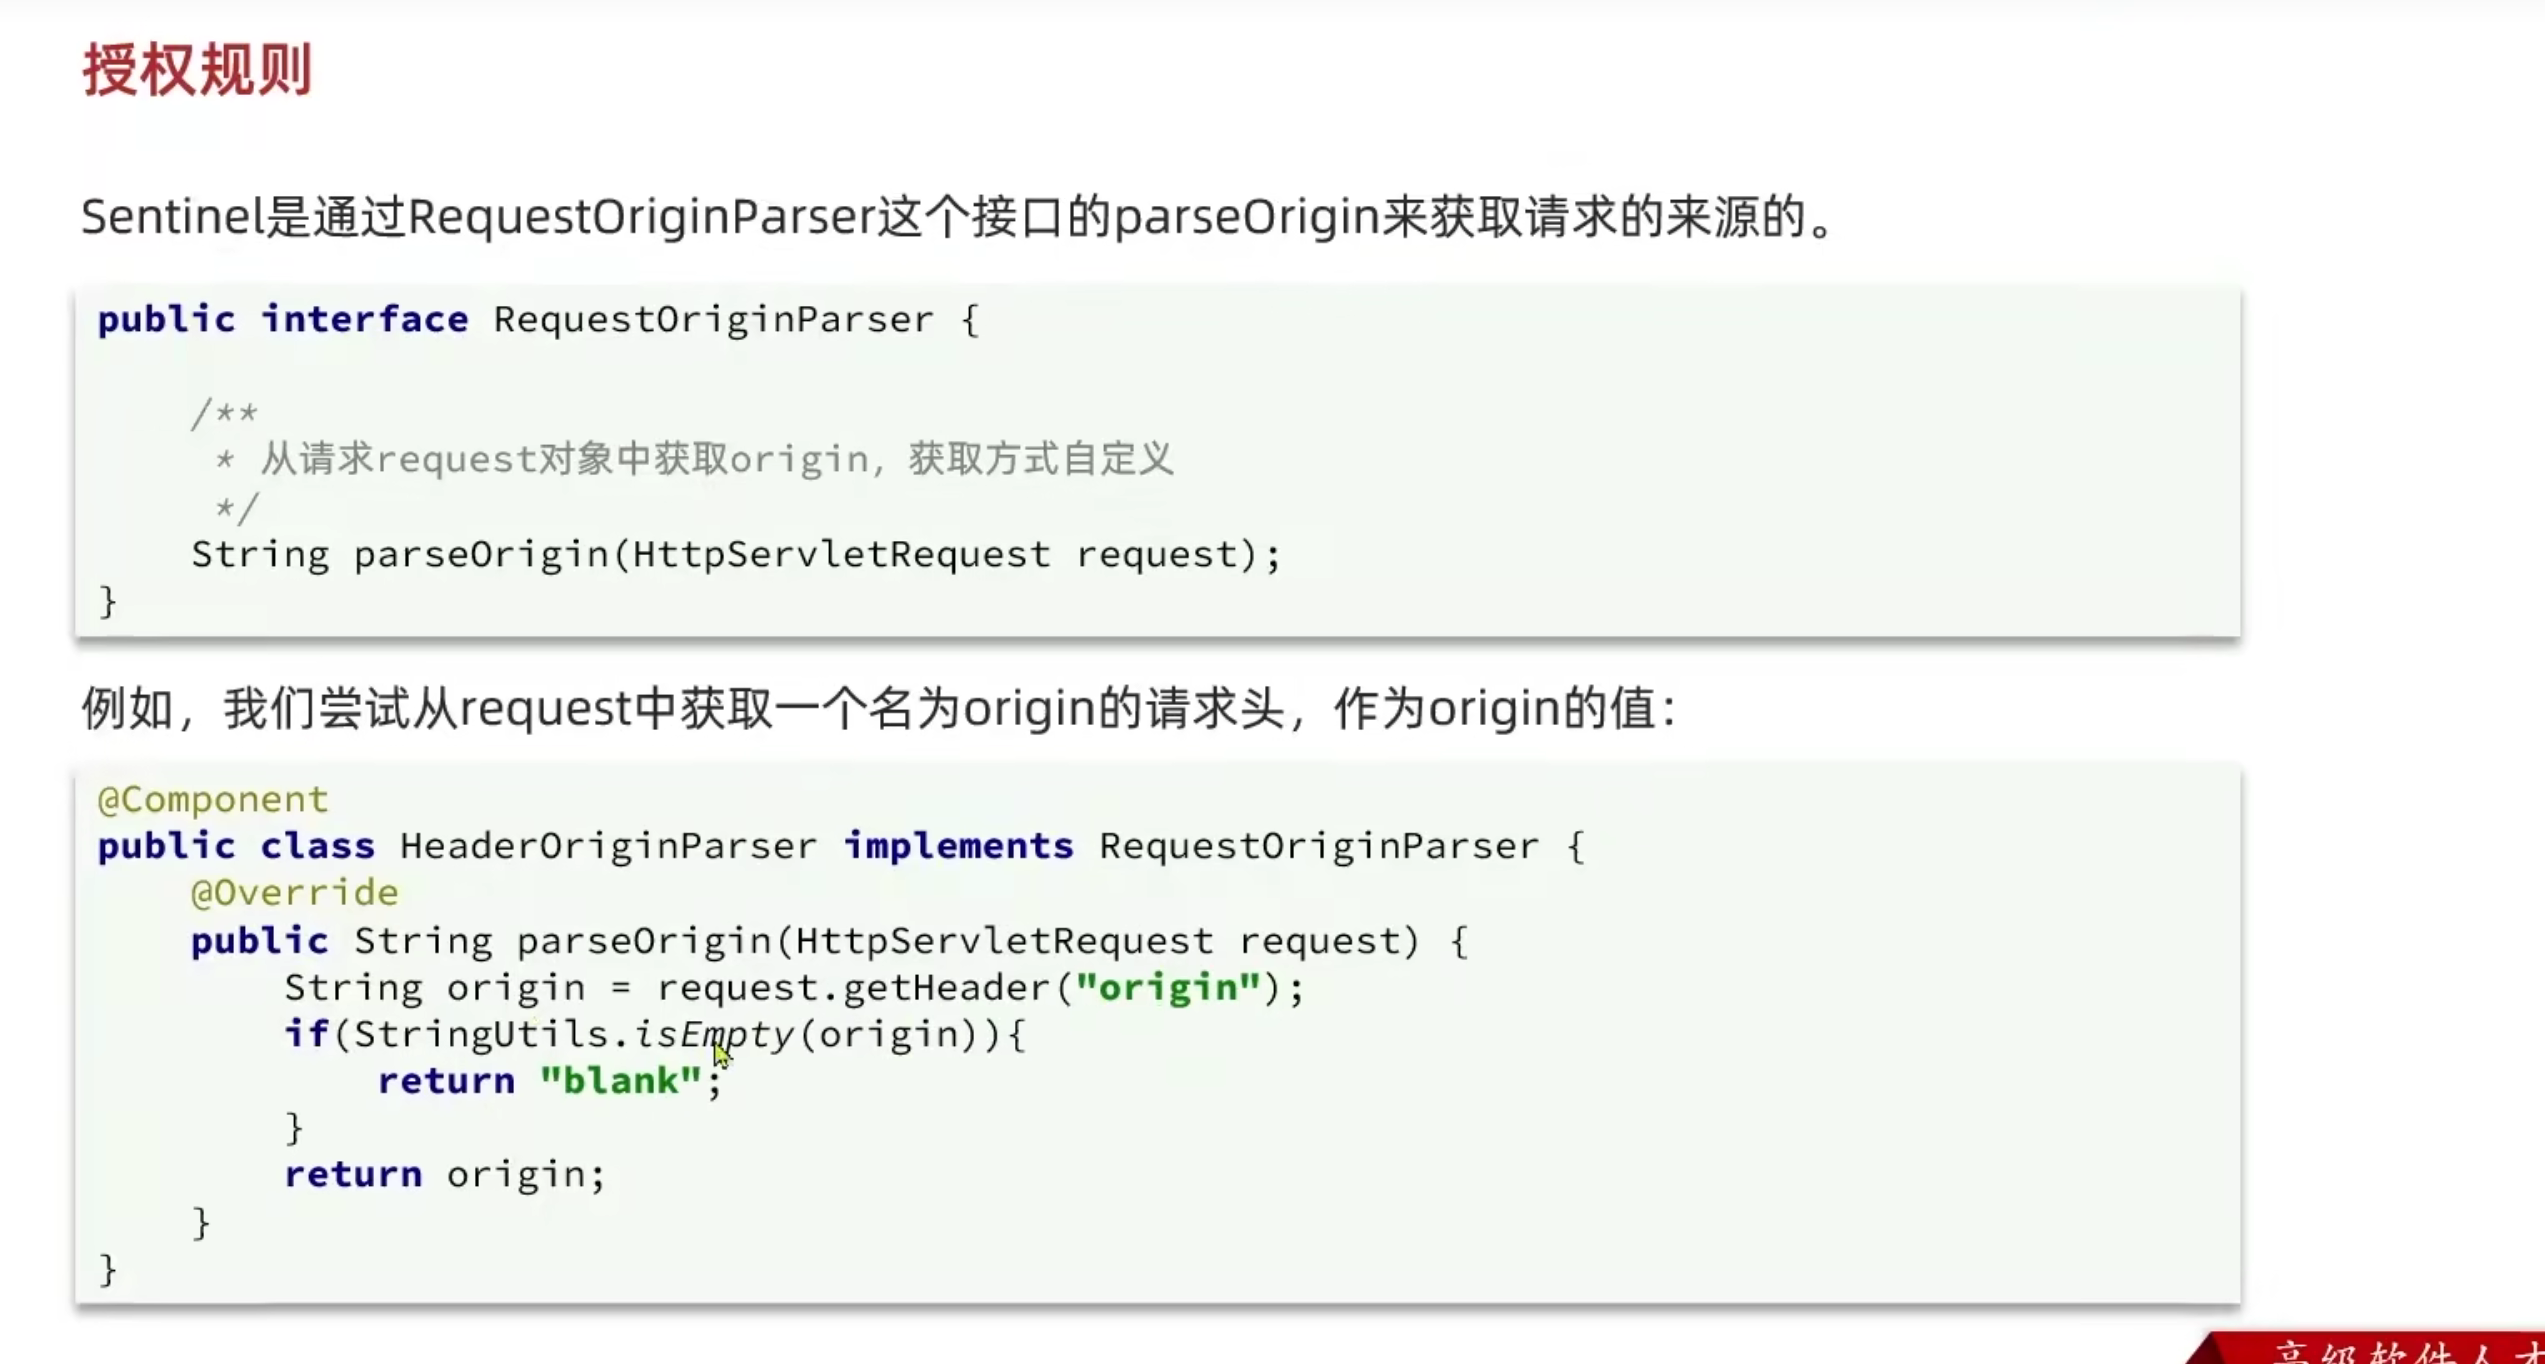 授权规则
Sentinel是通过RequestOriginParser这个接口的parseOrigin来获取请求的来源的。
public interface RequestOriginParser {
/**
* 从请求request对象中获取origin，获取方式自定义
*/
String parseOrigin(HttpServletRequest request);
}
例如，我们尝试从request中获取一个名为origin的请求头，作为origin的值：
@Component
public class HeaderOriginParser implements RequestOriginParser {
@Override
public String parseOrigin(HttpServletRequest request) {
String origin = request.getHeader("origin");
if(StringUtils.isEmpty(origin)){
return "blank";
}
return origin;
}
}
高级软件人才